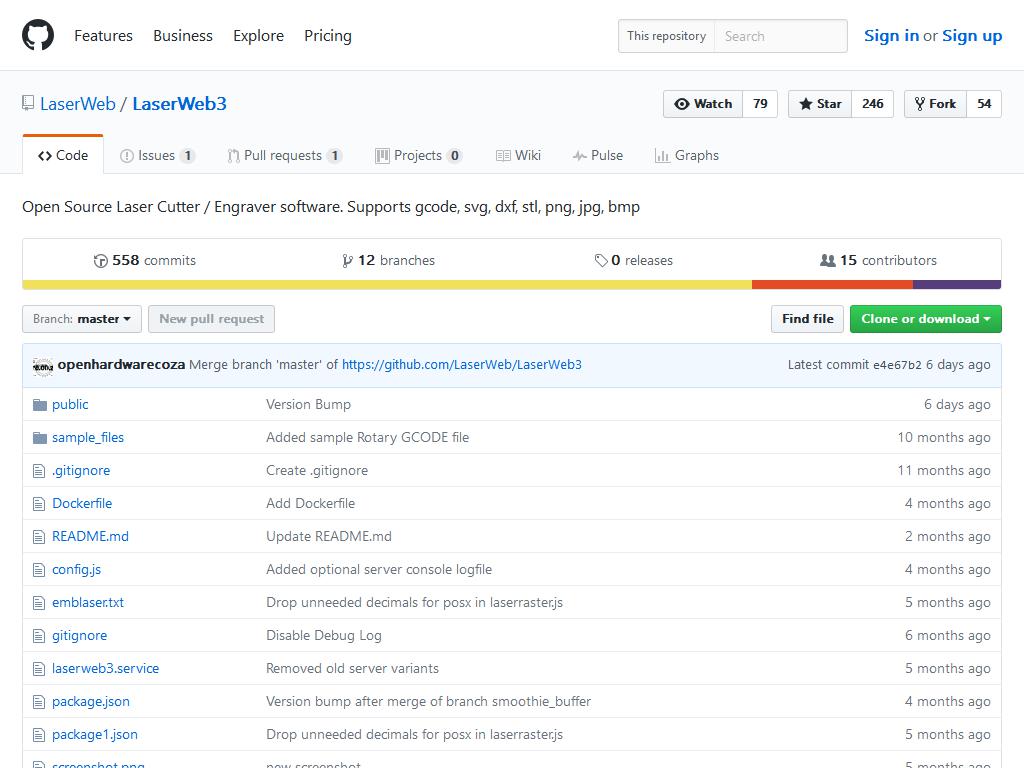 Features Business Explore Pricing This repository Search Sign in or Sign up
LaserWeb / LaserWeb3 Watch 79 Star 246 Fork 54
Code Issues 1 Pull requests 1 Projects 0 Wiki Pulse Graphs
Open Source Laser Cutter / Engraver software. Supports gcode, svg, dxf, stl, png, jpg, bmp
558 commits 12 branches 0 releases 15 contributors
Branch: master New pull request Find file Clone or download
openhardwarecoza Merge branch 'master' of https://github.com/LaserWeb/LaserWeb3 Latest commit e4e67b2 6 days ago
public Version Bump 6 days ago
sample_files Added sample Rotary GCODE file 10 months ago
.gitignore Create .gitignore 11 months ago
Dockerfile Add Dockerfile 4 months ago
README.md Update README.md 2 months ago
config.js Added optional server console logfile 4 months ago
emblaser.txt Drop unneeded decimals for posx in laserraster.js 5 months ago
gitignore Disable Debug Log 6 months ago
laserweb3.service Removed old server variants 5 months ago
package.json Version bump after merge of branch smoothie_buffer 4 months ago
package1.json Drop unneeded decimals for posx in laserraster.js 5 months ago
screenshot.png new screenshot 5 months ago